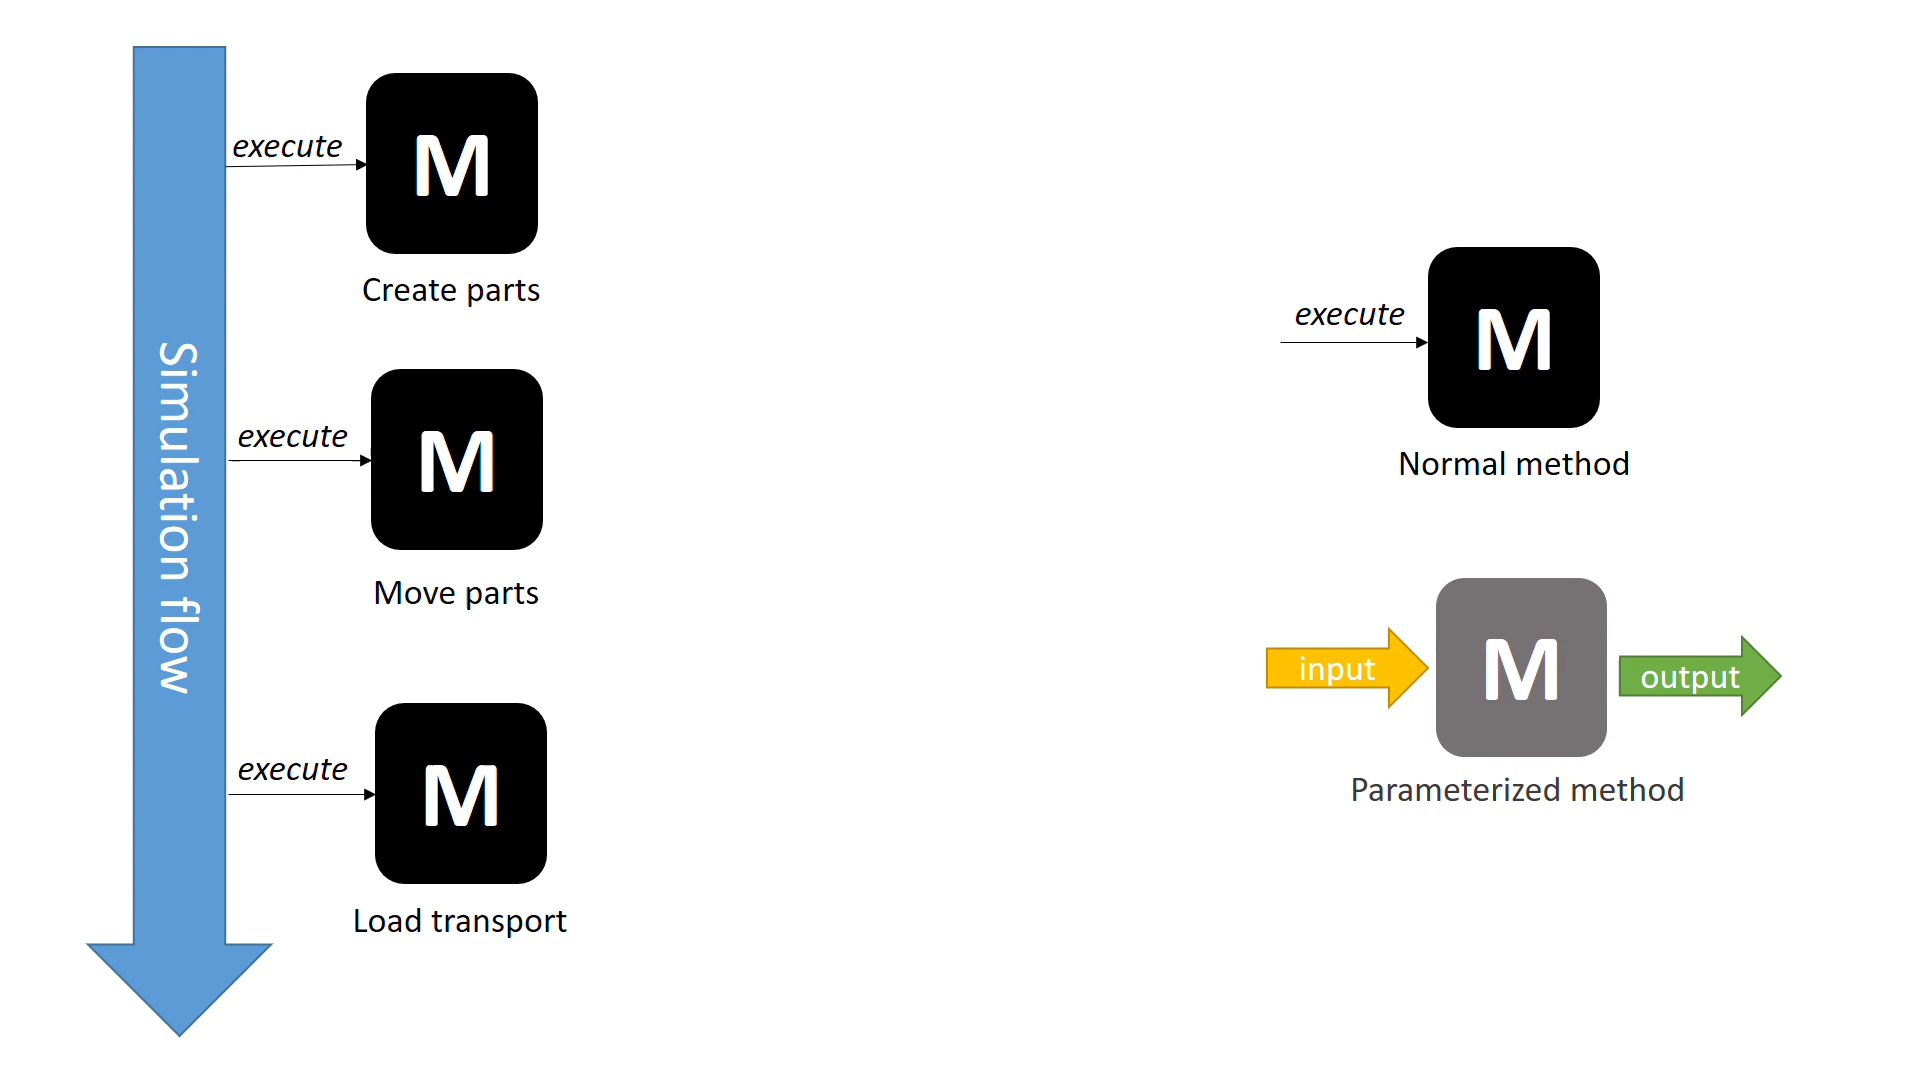 Simulation flow
execute
M
Create parts
execute
M
Move parts
execute
M
Load transport
execute
M
Normal method
input
M
output
Parameterized method